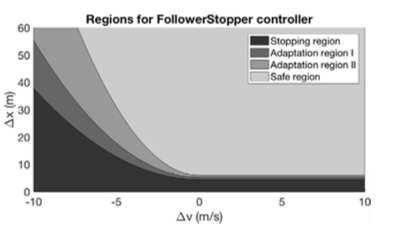 Regions for FollowerStopper controller
60
50
40
30
20
10
0
Δx (m)
Stopping region
Adaptation region I
Adaptation region II
Safe region
-10
-5
0
5
10
Δv (m/s)